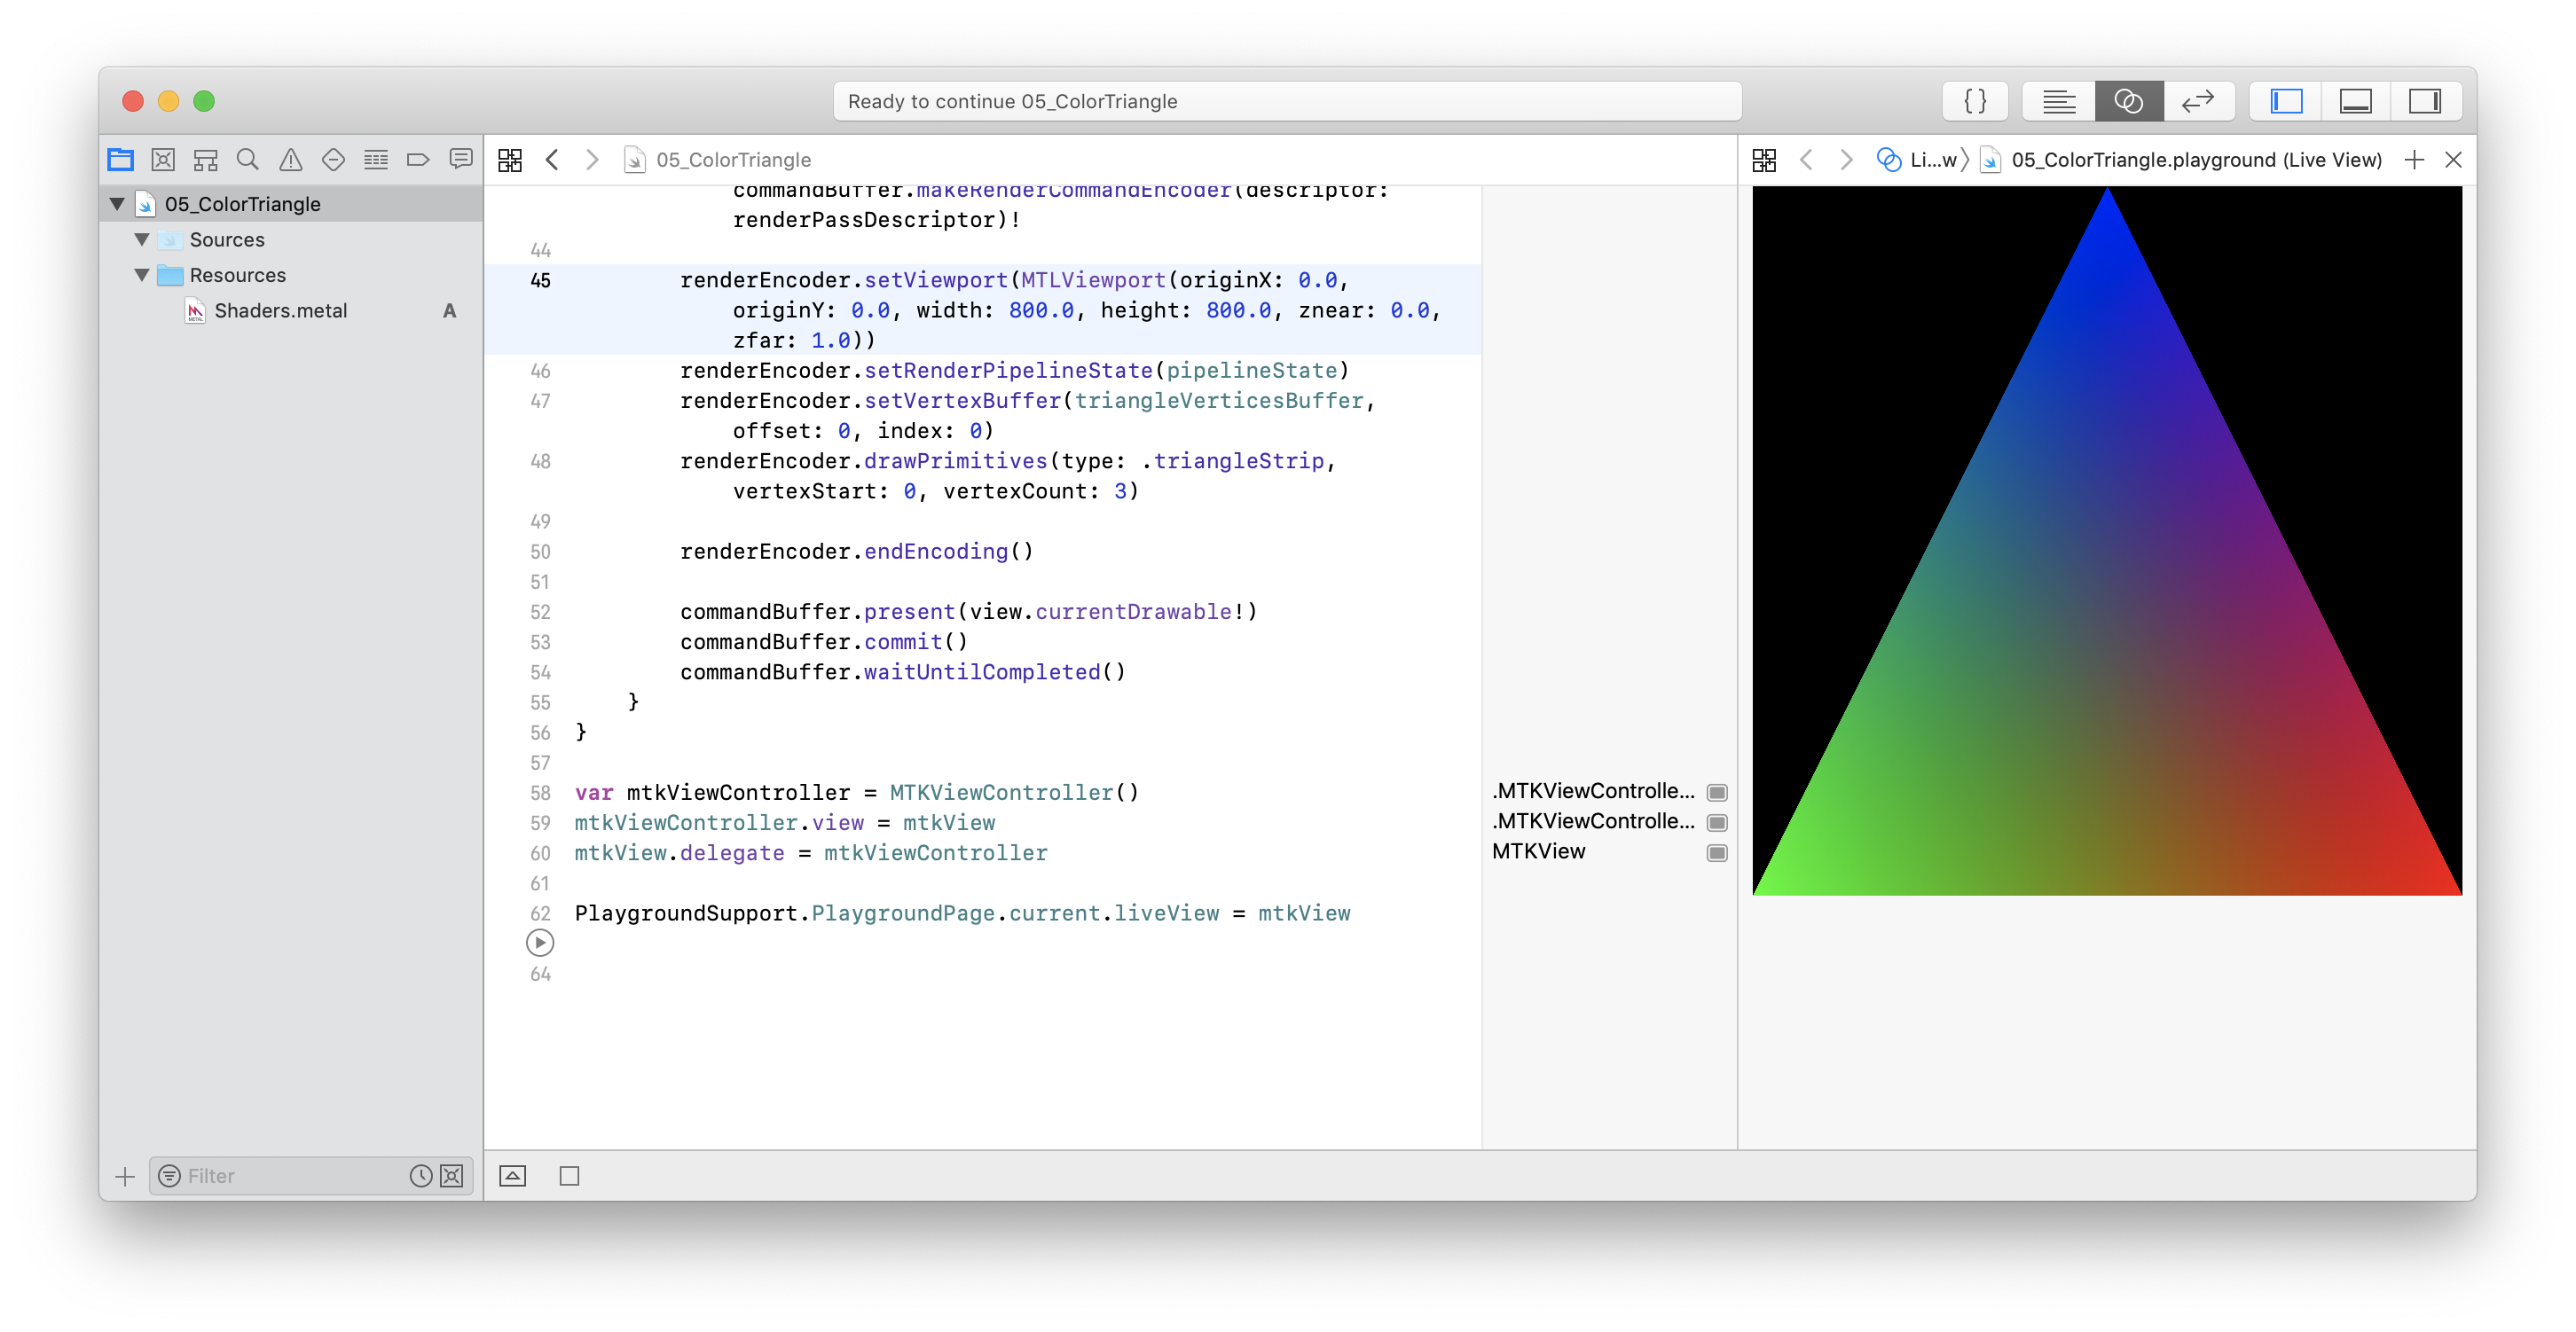 Ready to continue 05_ColorTriangle
{ }
05_ColorTriangle
Sources
Resources
Shaders.metal A
Filter
05_ColorTriangle
commandBuffer.makeRenderCommandEncoder(descriptor:
renderPassDescriptor)!
44
45 renderEncoder.setViewport(MTLViewport(originX: 0.0,
originY: 0.0, width: 800.0, height: 800.0, znear: 0.0,
zfar: 1.0))
46 renderEncoder.setRenderPipelineState(pipelineState)
47 renderEncoder.setVertexBuffer(triangleVerticesBuffer,
offset: 0, index: 0)
48 renderEncoder.drawPrimitives(type: .triangleStrip,
vertexStart: 0, vertexCount: 3)
49
50 renderEncoder.endEncoding()
51
52 commandBuffer.present(view.currentDrawable!)
53 commandBuffer.commit()
54 commandBuffer.waitUntilCompleted()
55 }
56 }
57
58 var mtkViewController = MTKViewController()
59 mtkViewController.view = mtkView
60 mtkView.delegate = mtkViewController
61
62 PlaygroundSupport.PlaygroundPage.current.liveView = mtkView
64
.MTKViewControlle...
.MTKViewControlle...
MTKView
Li...w 05_ColorTriangle.playground (Live View)